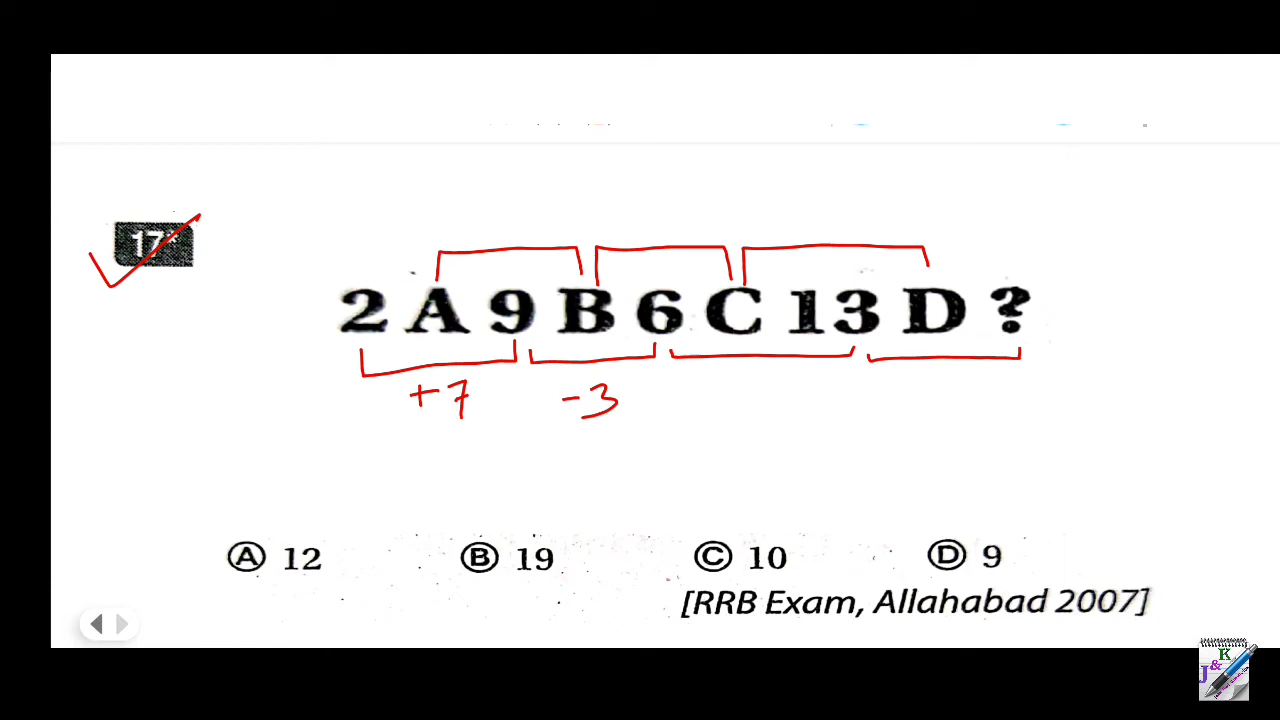 17*
2 A 9 B 6 C 13 D ?
+7 -3
Ⓐ 12 Ⓑ 19 Ⓒ 10 Ⓓ 9
[RRB Exam, Allahabad 2007]
J&K